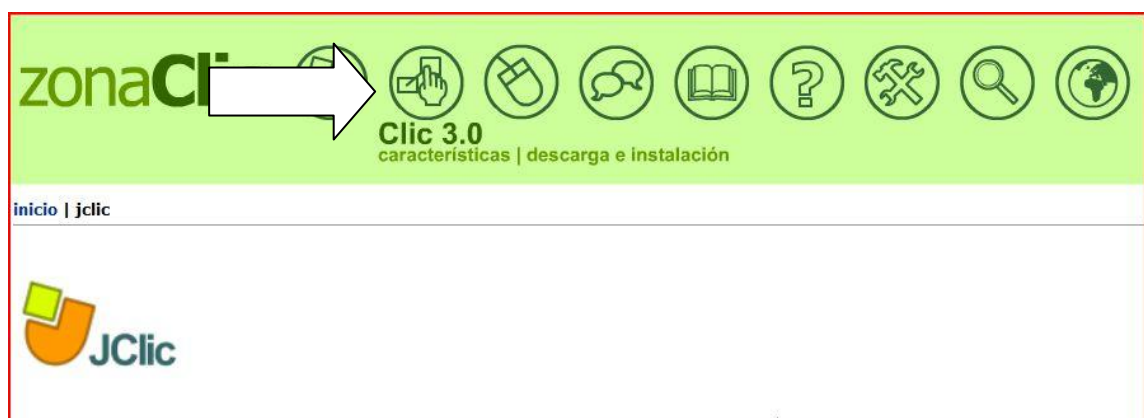 zonaCl
Clic 3.0
características | descarga e instalación
inicio | jclic
JClic